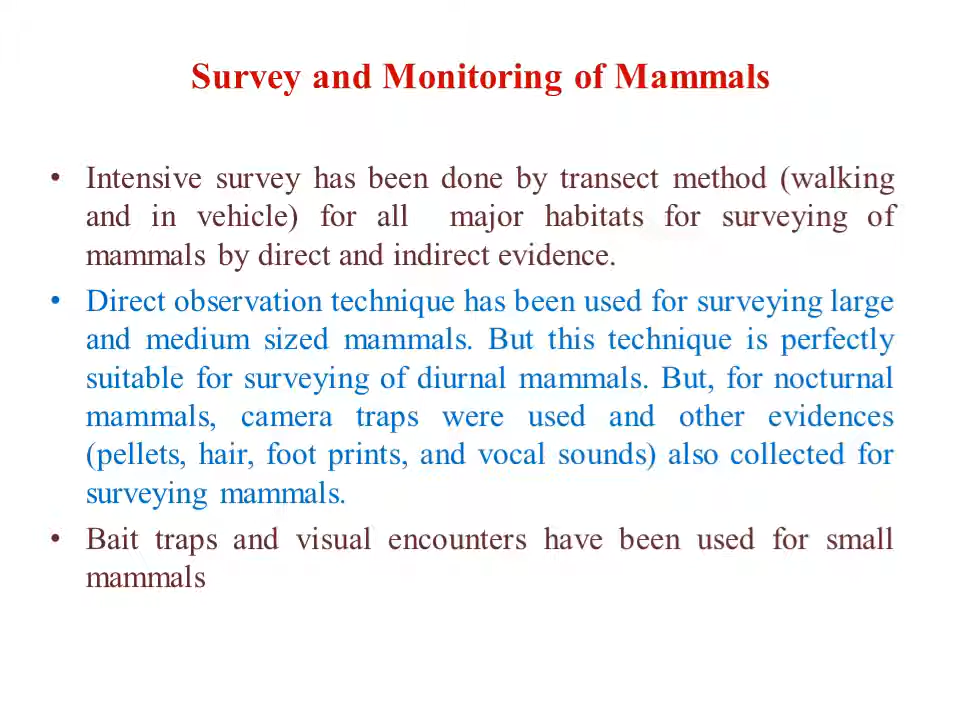 Survey and Monitoring of Mammals
• Intensive survey has been done by transect method (walking
and in vehicle) for all major habitats for surveying of
mammals by direct and indirect evidence.
• Direct observation technique has been used for surveying large
and medium sized mammals. But this technique is perfectly
suitable for surveying of diurnal mammals. But, for nocturnal
mammals, camera traps were used and other evidences
(pellets, hair, foot prints, and vocal sounds) also collected for
surveying mammals.
• Bait traps and visual encounters have been used for small
mammals